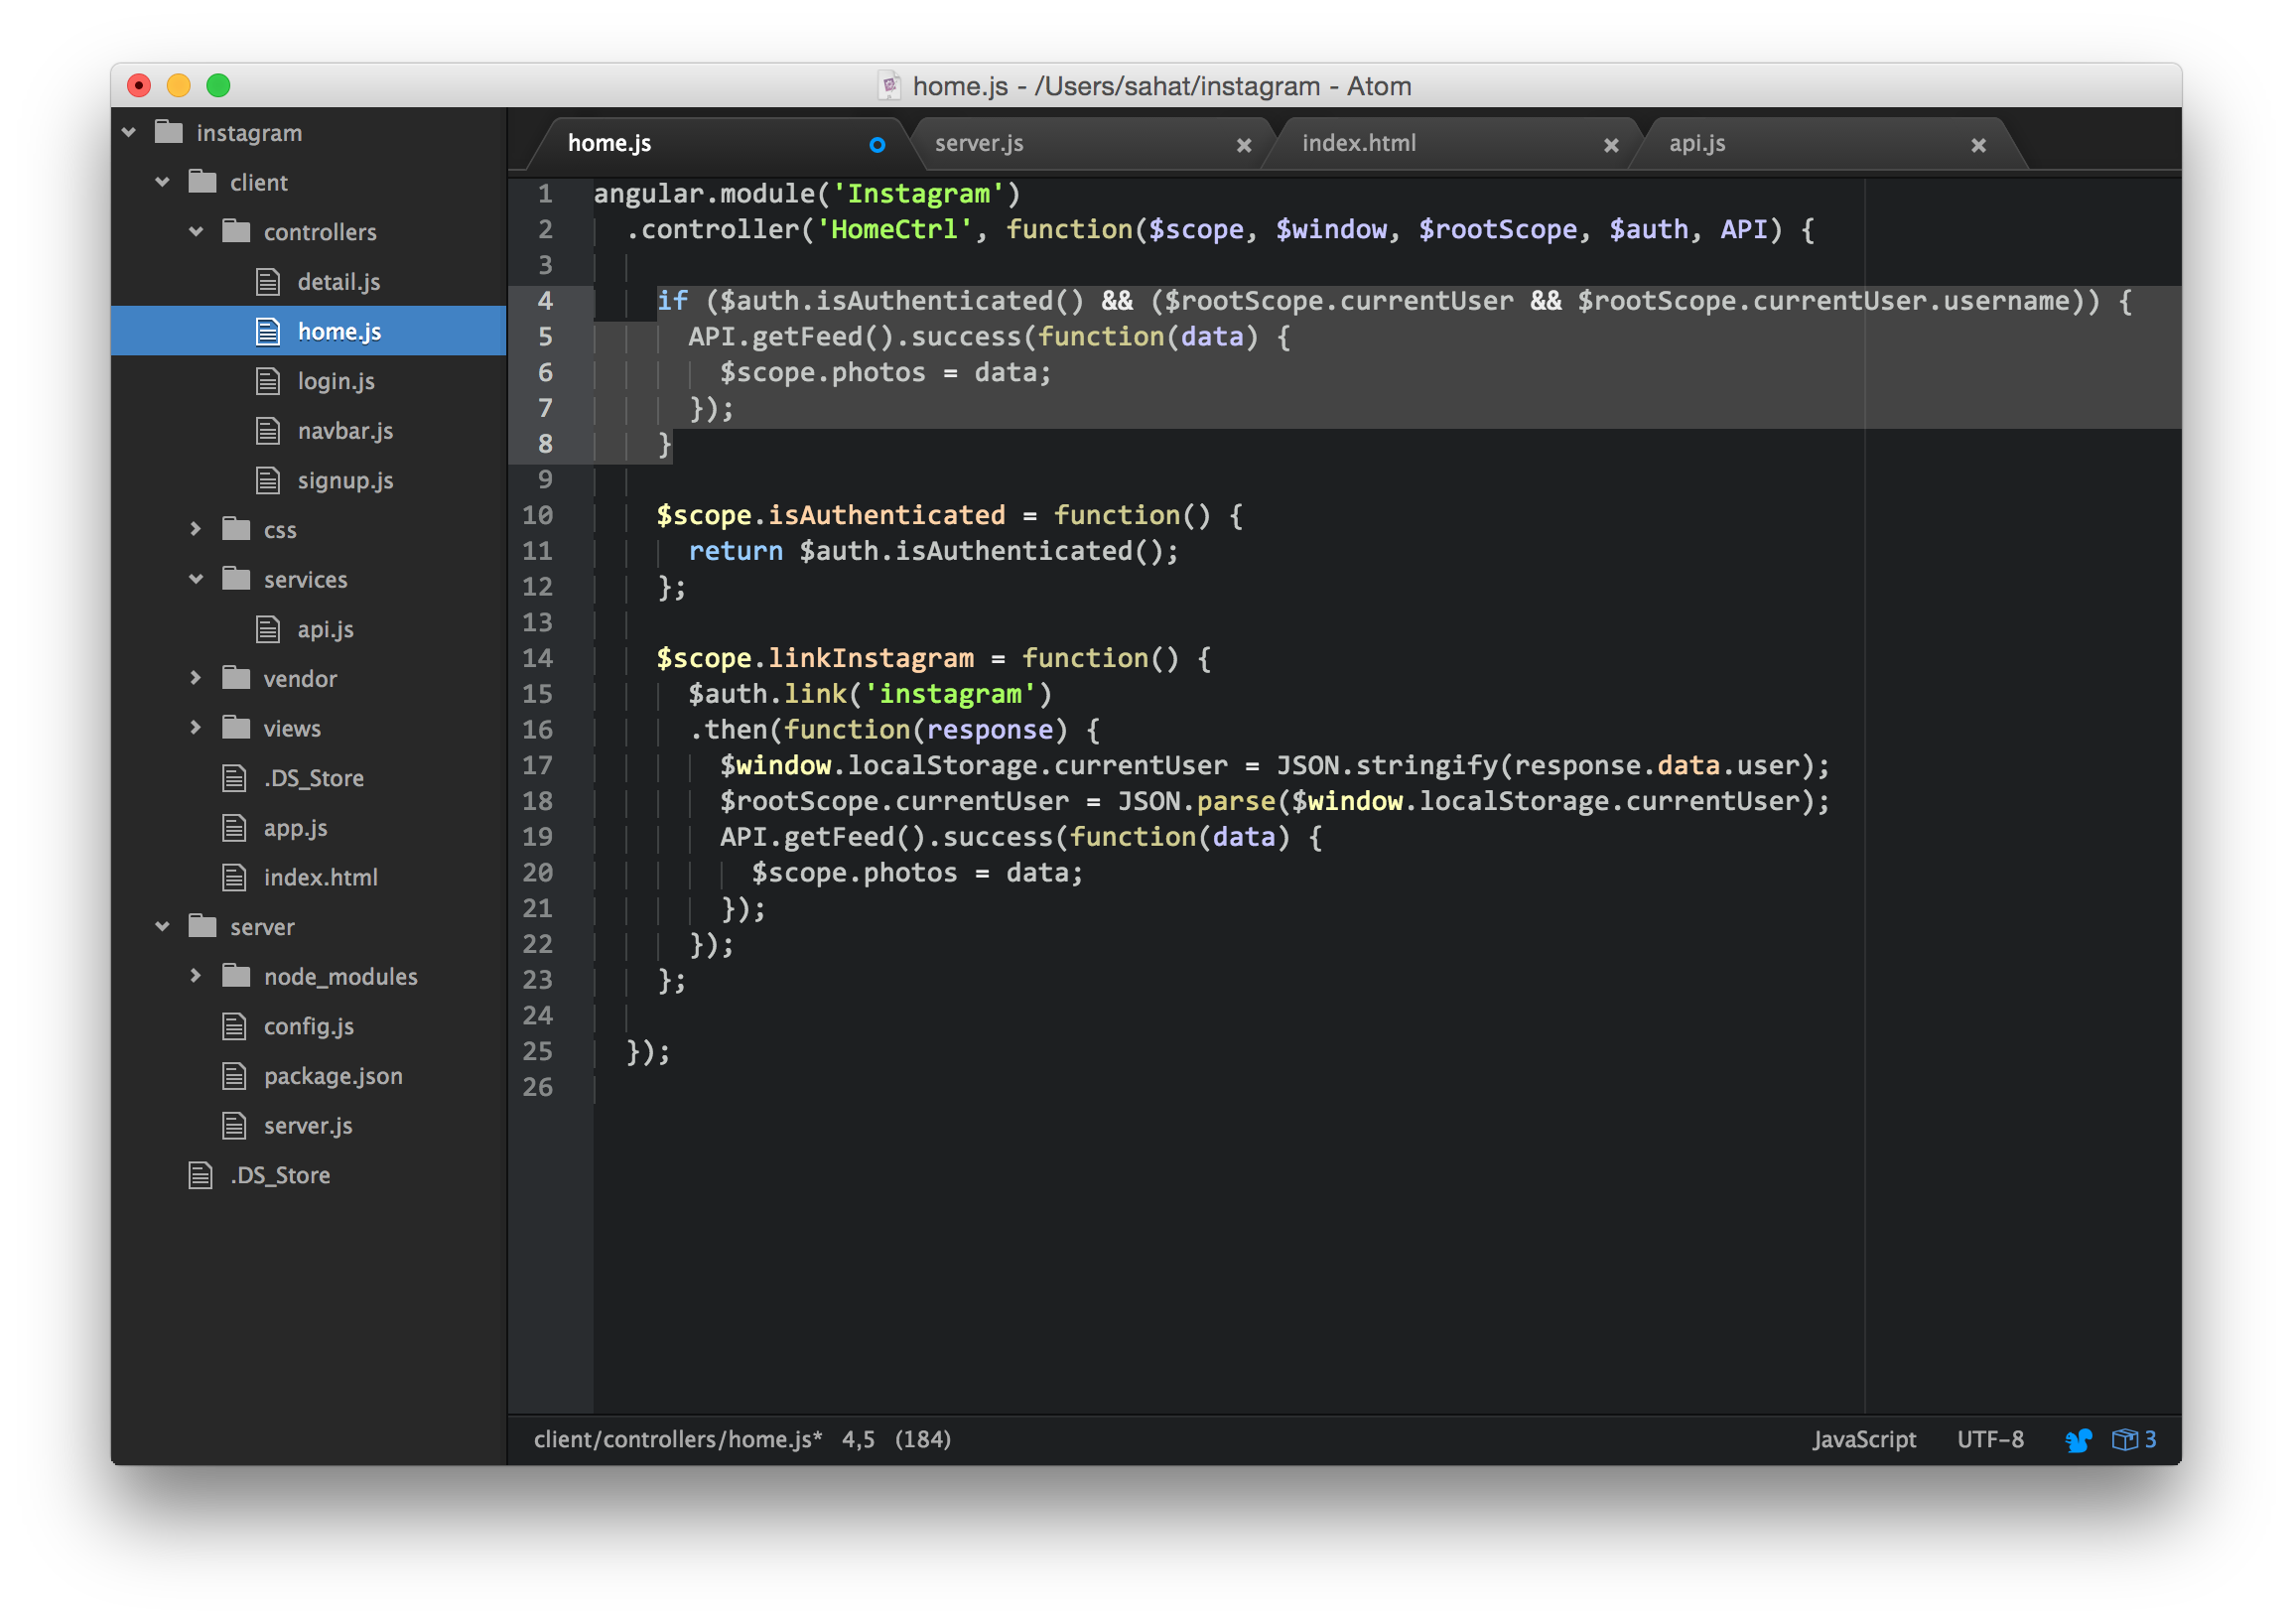 home.js - /Users/sahat/instagram - Atom
instagram
client
controllers
detail.js
home.js
login.js
navbar.js
signup.js
css
services
api.js
vendor
views
.DS_Store
app.js
index.html
server
node_modules
config.js
package.json
server.js
.DS_Store
home.js server.js index.html api.js
1 angular.module('Instagram')
2   .controller('HomeCtrl', function($scope, $window, $rootScope, $auth, API) {
3
4     if ($auth.isAuthenticated() && ($rootScope.currentUser && $rootScope.currentUser.username)) {
5       API.getFeed().success(function(data) {
6         $scope.photos = data;
7       });
8     }
9
10     $scope.isAuthenticated = function() {
11       return $auth.isAuthenticated();
12     };
13
14     $scope.linkInstagram = function() {
15       $auth.link('instagram')
16       .then(function(response) {
17         $window.localStorage.currentUser = JSON.stringify(response.data.user);
18         $rootScope.currentUser = JSON.parse($window.localStorage.currentUser);
19         API.getFeed().success(function(data) {
20           $scope.photos = data;
21         });
22       });
23     };
24
25   });
26
client/controllers/home.js* 4,5 (184) JavaScript UTF-8 3